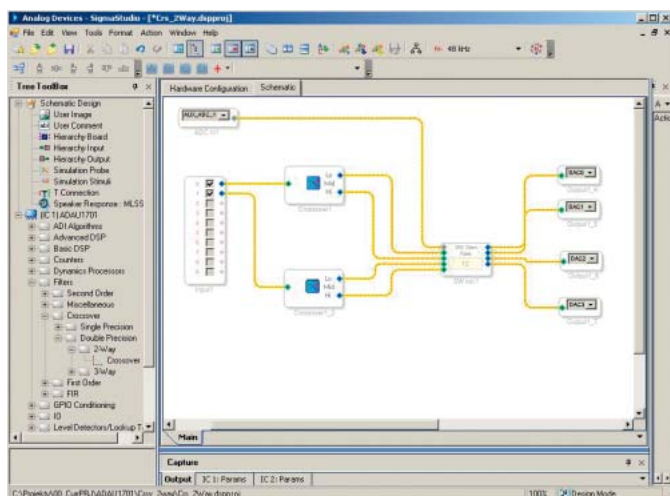 Analog Devices - SigmaStudio - [*Crs_2Way.dspproj]
File Edit View Tools Format Action Window Help
48 kHz
Tree ToolBox
Hardware Configuration Schematic
Schematic Design
User Image
User Comment
Hierarchy Board
Hierarchy Input
Hierarchy Output
Simulation Probe
Simulation Stimuli
T Connection
Speaker Response : MLSS
(IC 1) ADAU1701
ADI Algorithms
Advanced DSP
Basic DSP
Counters
Dynamics Processors
Filters
Second Order
Miscellaneous
Crossover
Single Precision
Double Precision
2-Way
Crossover
3-Way
First Order
FIR
GPIO Conditioning
IO
Level Detectors/Lookup T
Lo
Mid
Hi
Crossover1
Input1
Lo
Mid
Hi
DAC0
DAC1
DAC2
DAC3
Main
Capture
Output IC 1: Params IC 2: Params
100% Design Mode